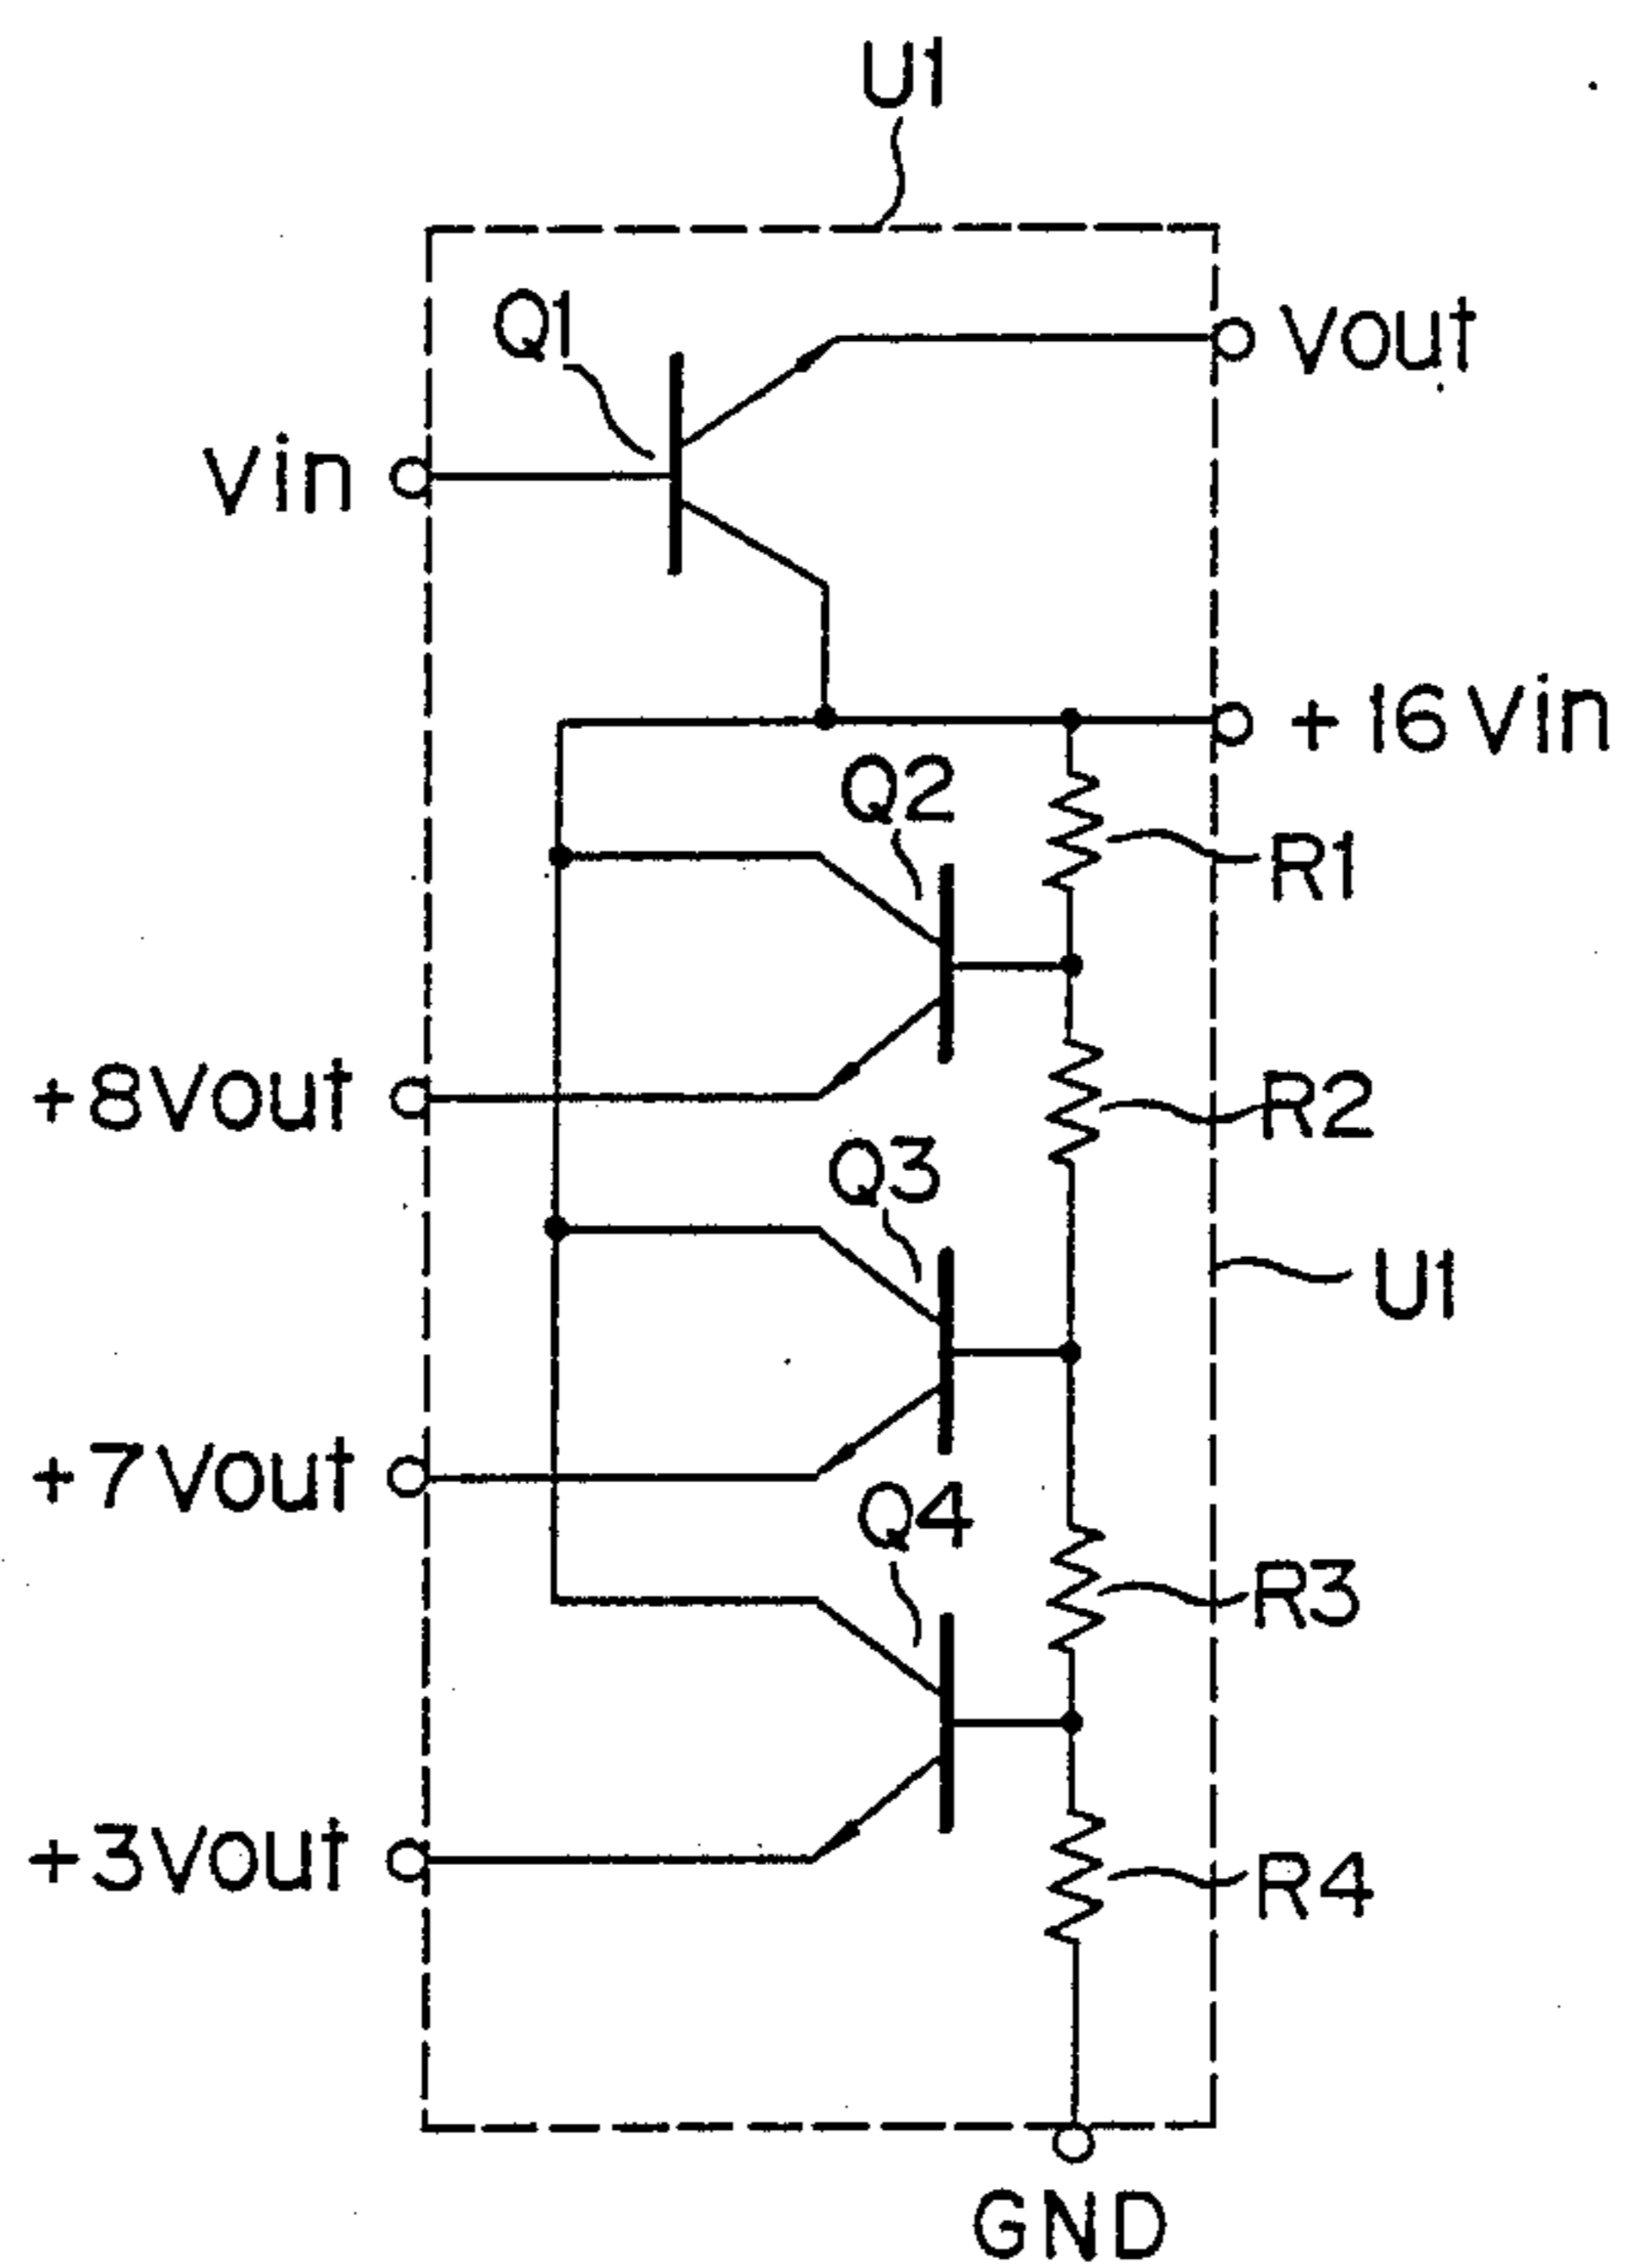 U1
Q1
Vout
Vin
+16Vin
Q2
R1
+8Vout
R2
Q3
U1
+7Vout
Q4
R3
+3Vout
R4
GND